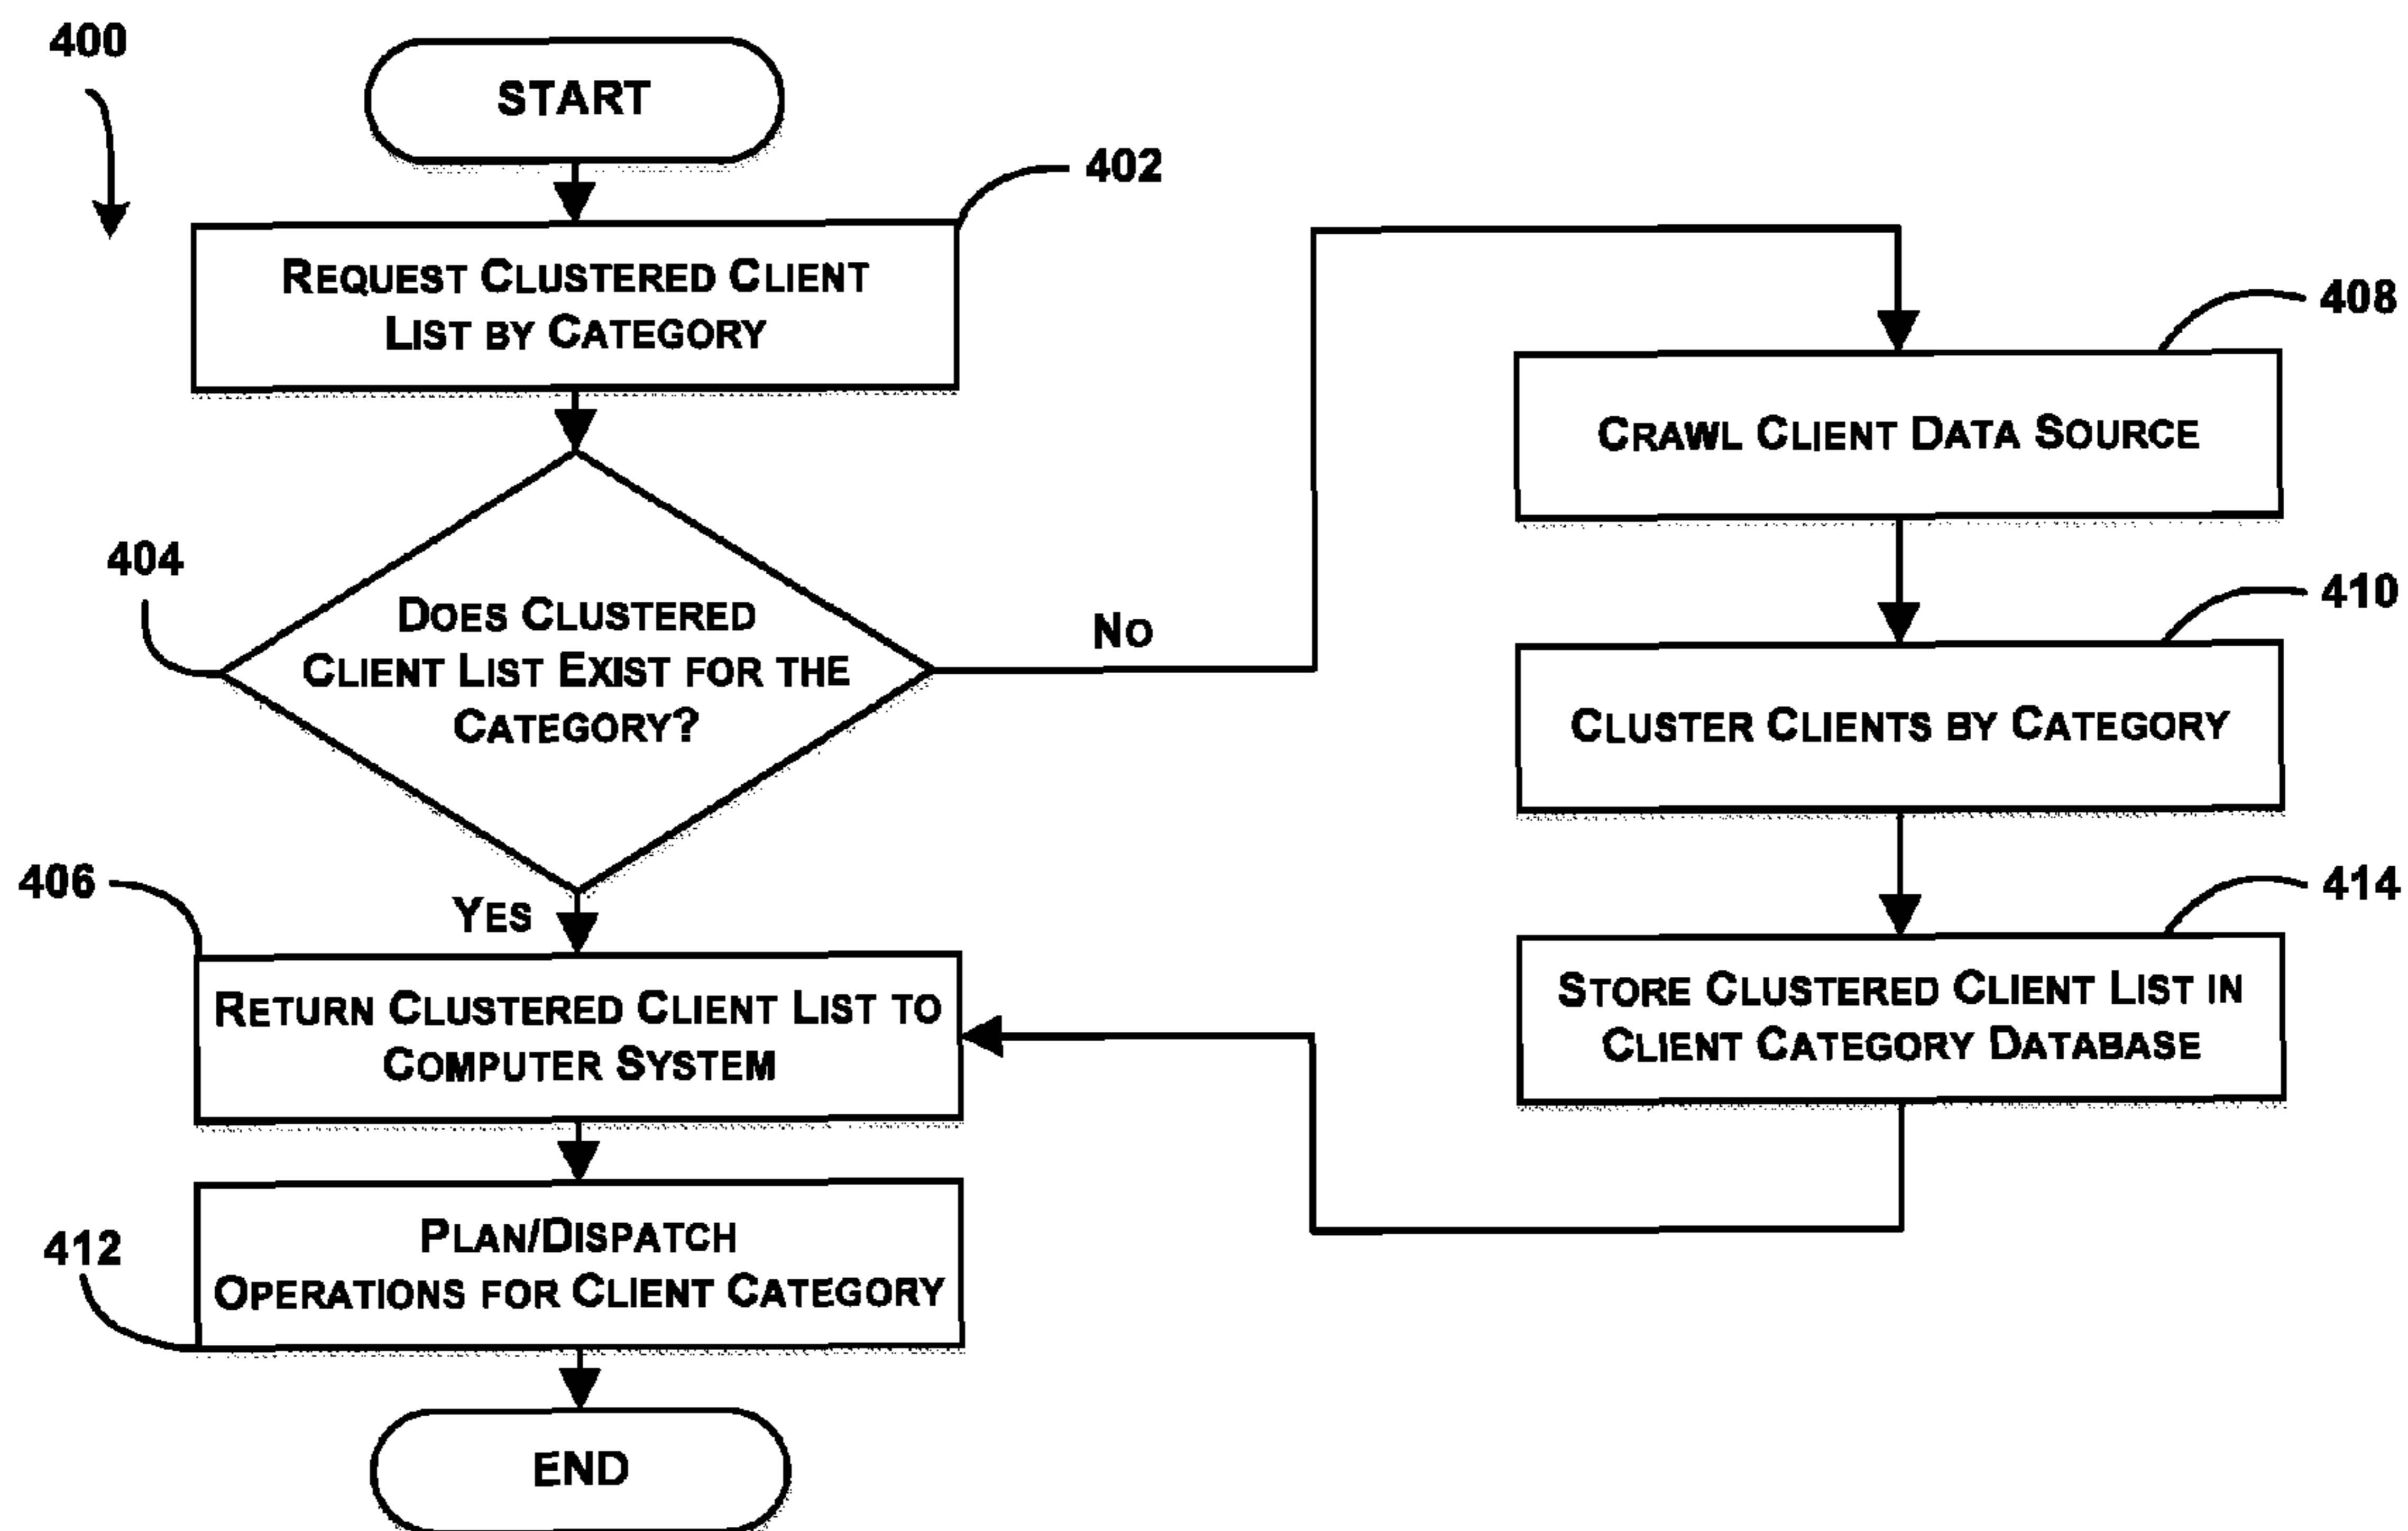 400
START
402
REQUEST CLUSTERED CLIENT
LIST BY CATEGORY
404
DOES CLUSTERED
CLIENT LIST EXIST FOR THE
CATEGORY?
NO
YES
408
CRAWL CLIENT DATA SOURCE
410
CLUSTER CLIENTS BY CATEGORY
414
STORE CLUSTERED CLIENT LIST IN
CLIENT CATEGORY DATABASE
406
RETURN CLUSTERED CLIENT LIST TO
COMPUTER SYSTEM
412
PLAN/DISPATCH
OPERATIONS FOR CLIENT CATEGORY
END